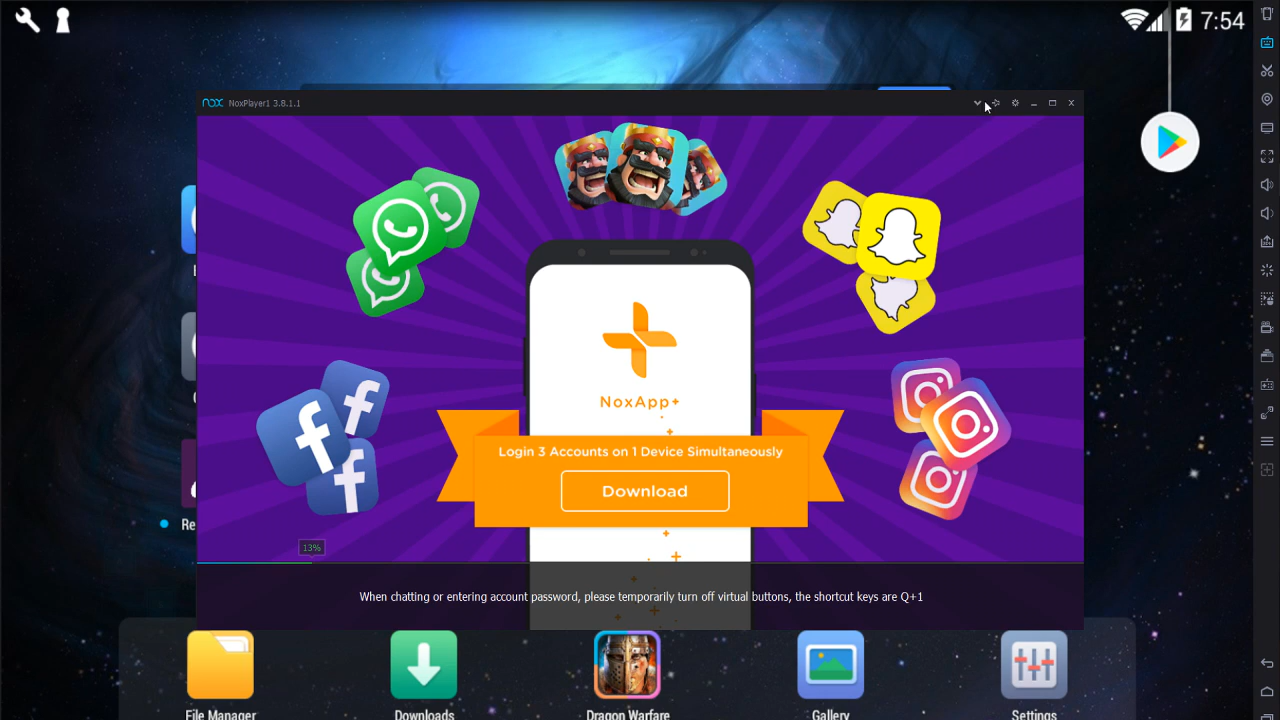 7:54
nox NoxPlayer1 3.8.1.1
NoxApp+
Login 3 Accounts on 1 Device Simultaneously
Download
13%
When chatting or entering account password, please temporarily turn off virtual buttons, the shortcut keys are Q+1
Re
File Manager
Downloads
Dragon Warfare
Gallery
Settings